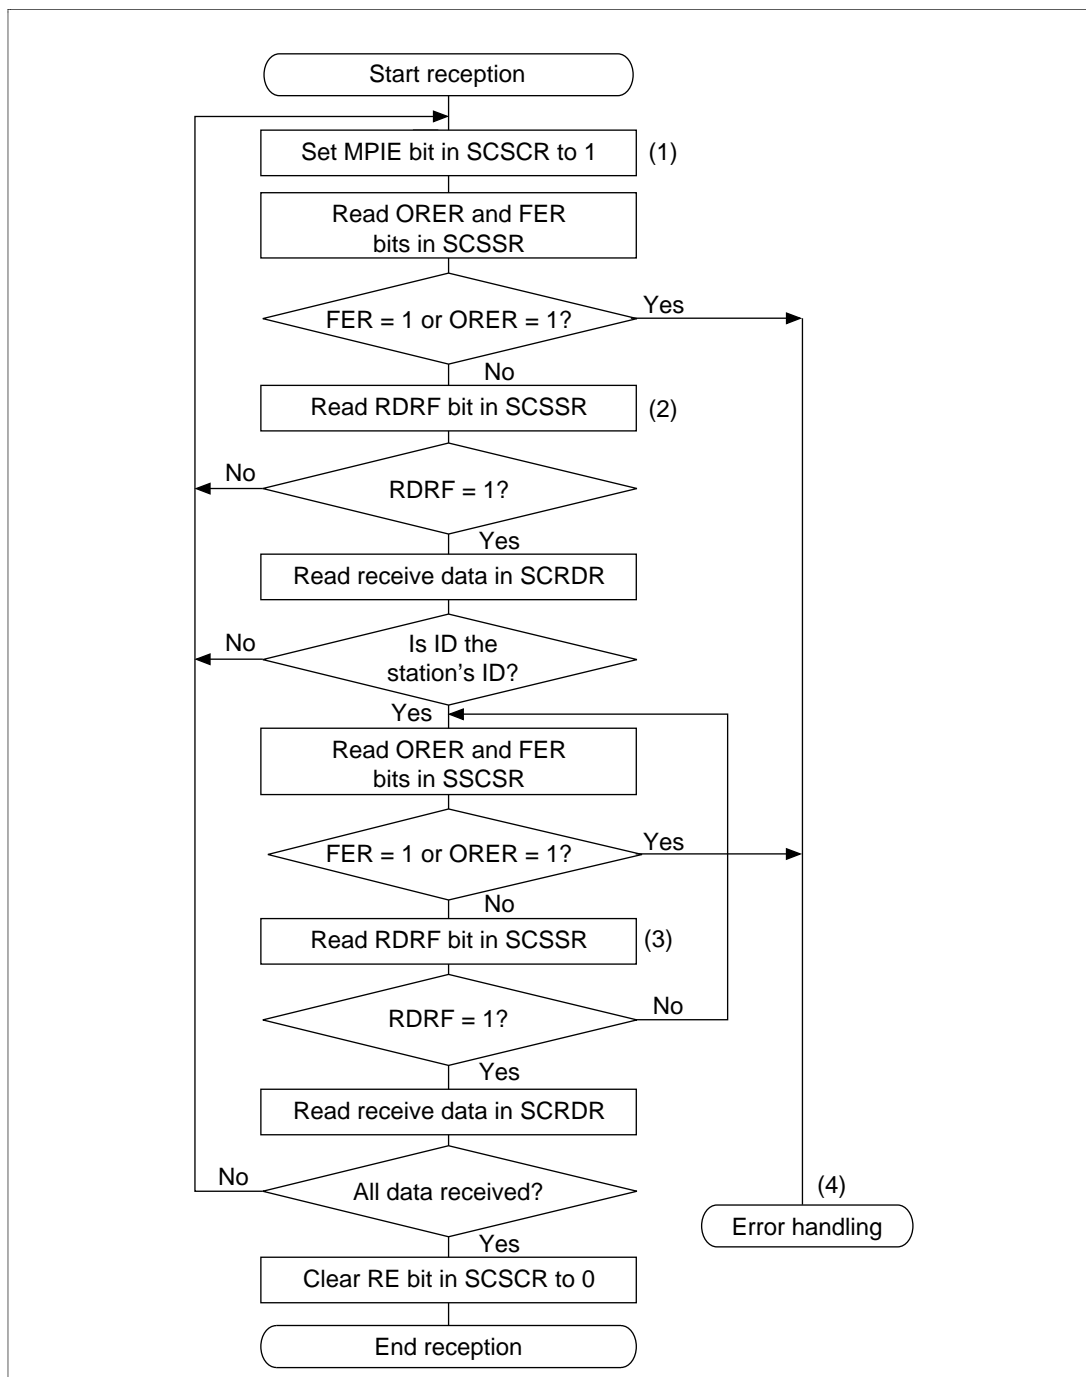 Start reception
Set MPIE bit in SCSCR to 1
(1)
Read ORER and FER
bits in SCSSR
FER = 1 or ORER = 1?
Yes
No
Read RDRF bit in SCSSR
(2)
No
RDRF = 1?
Yes
Read receive data in SCRDR
No
Is ID the
station's ID?
Yes
Read ORER and FER
bits in SSCSR
FER = 1 or ORER = 1?
Yes
No
Read RDRF bit in SCSSR
(3)
RDRF = 1?
No
Yes
Read receive data in SCRDR
No
All data received?
(4)
Error handling
Yes
Clear RE bit in SCSCR to 0
End reception